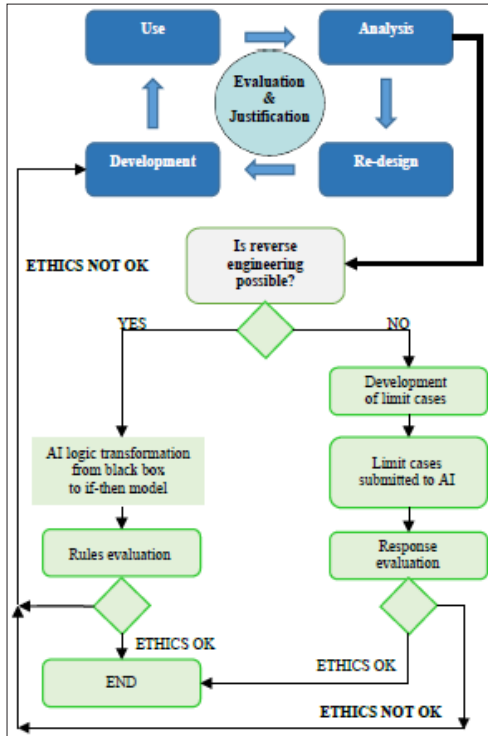 Use
Analysis
Evaluation
&
Justification
Development
Re-design
ETHICS NOT OK
Is reverse
engineering
possible?
YES
NO
Development
of limit cases
AI logic transformation
from black box
to if-then model
Limit cases
submitted to AI
Rules evaluation
Response
evaluation
ETHICS OK
ETHICS OK
END
ETHICS NOT OK